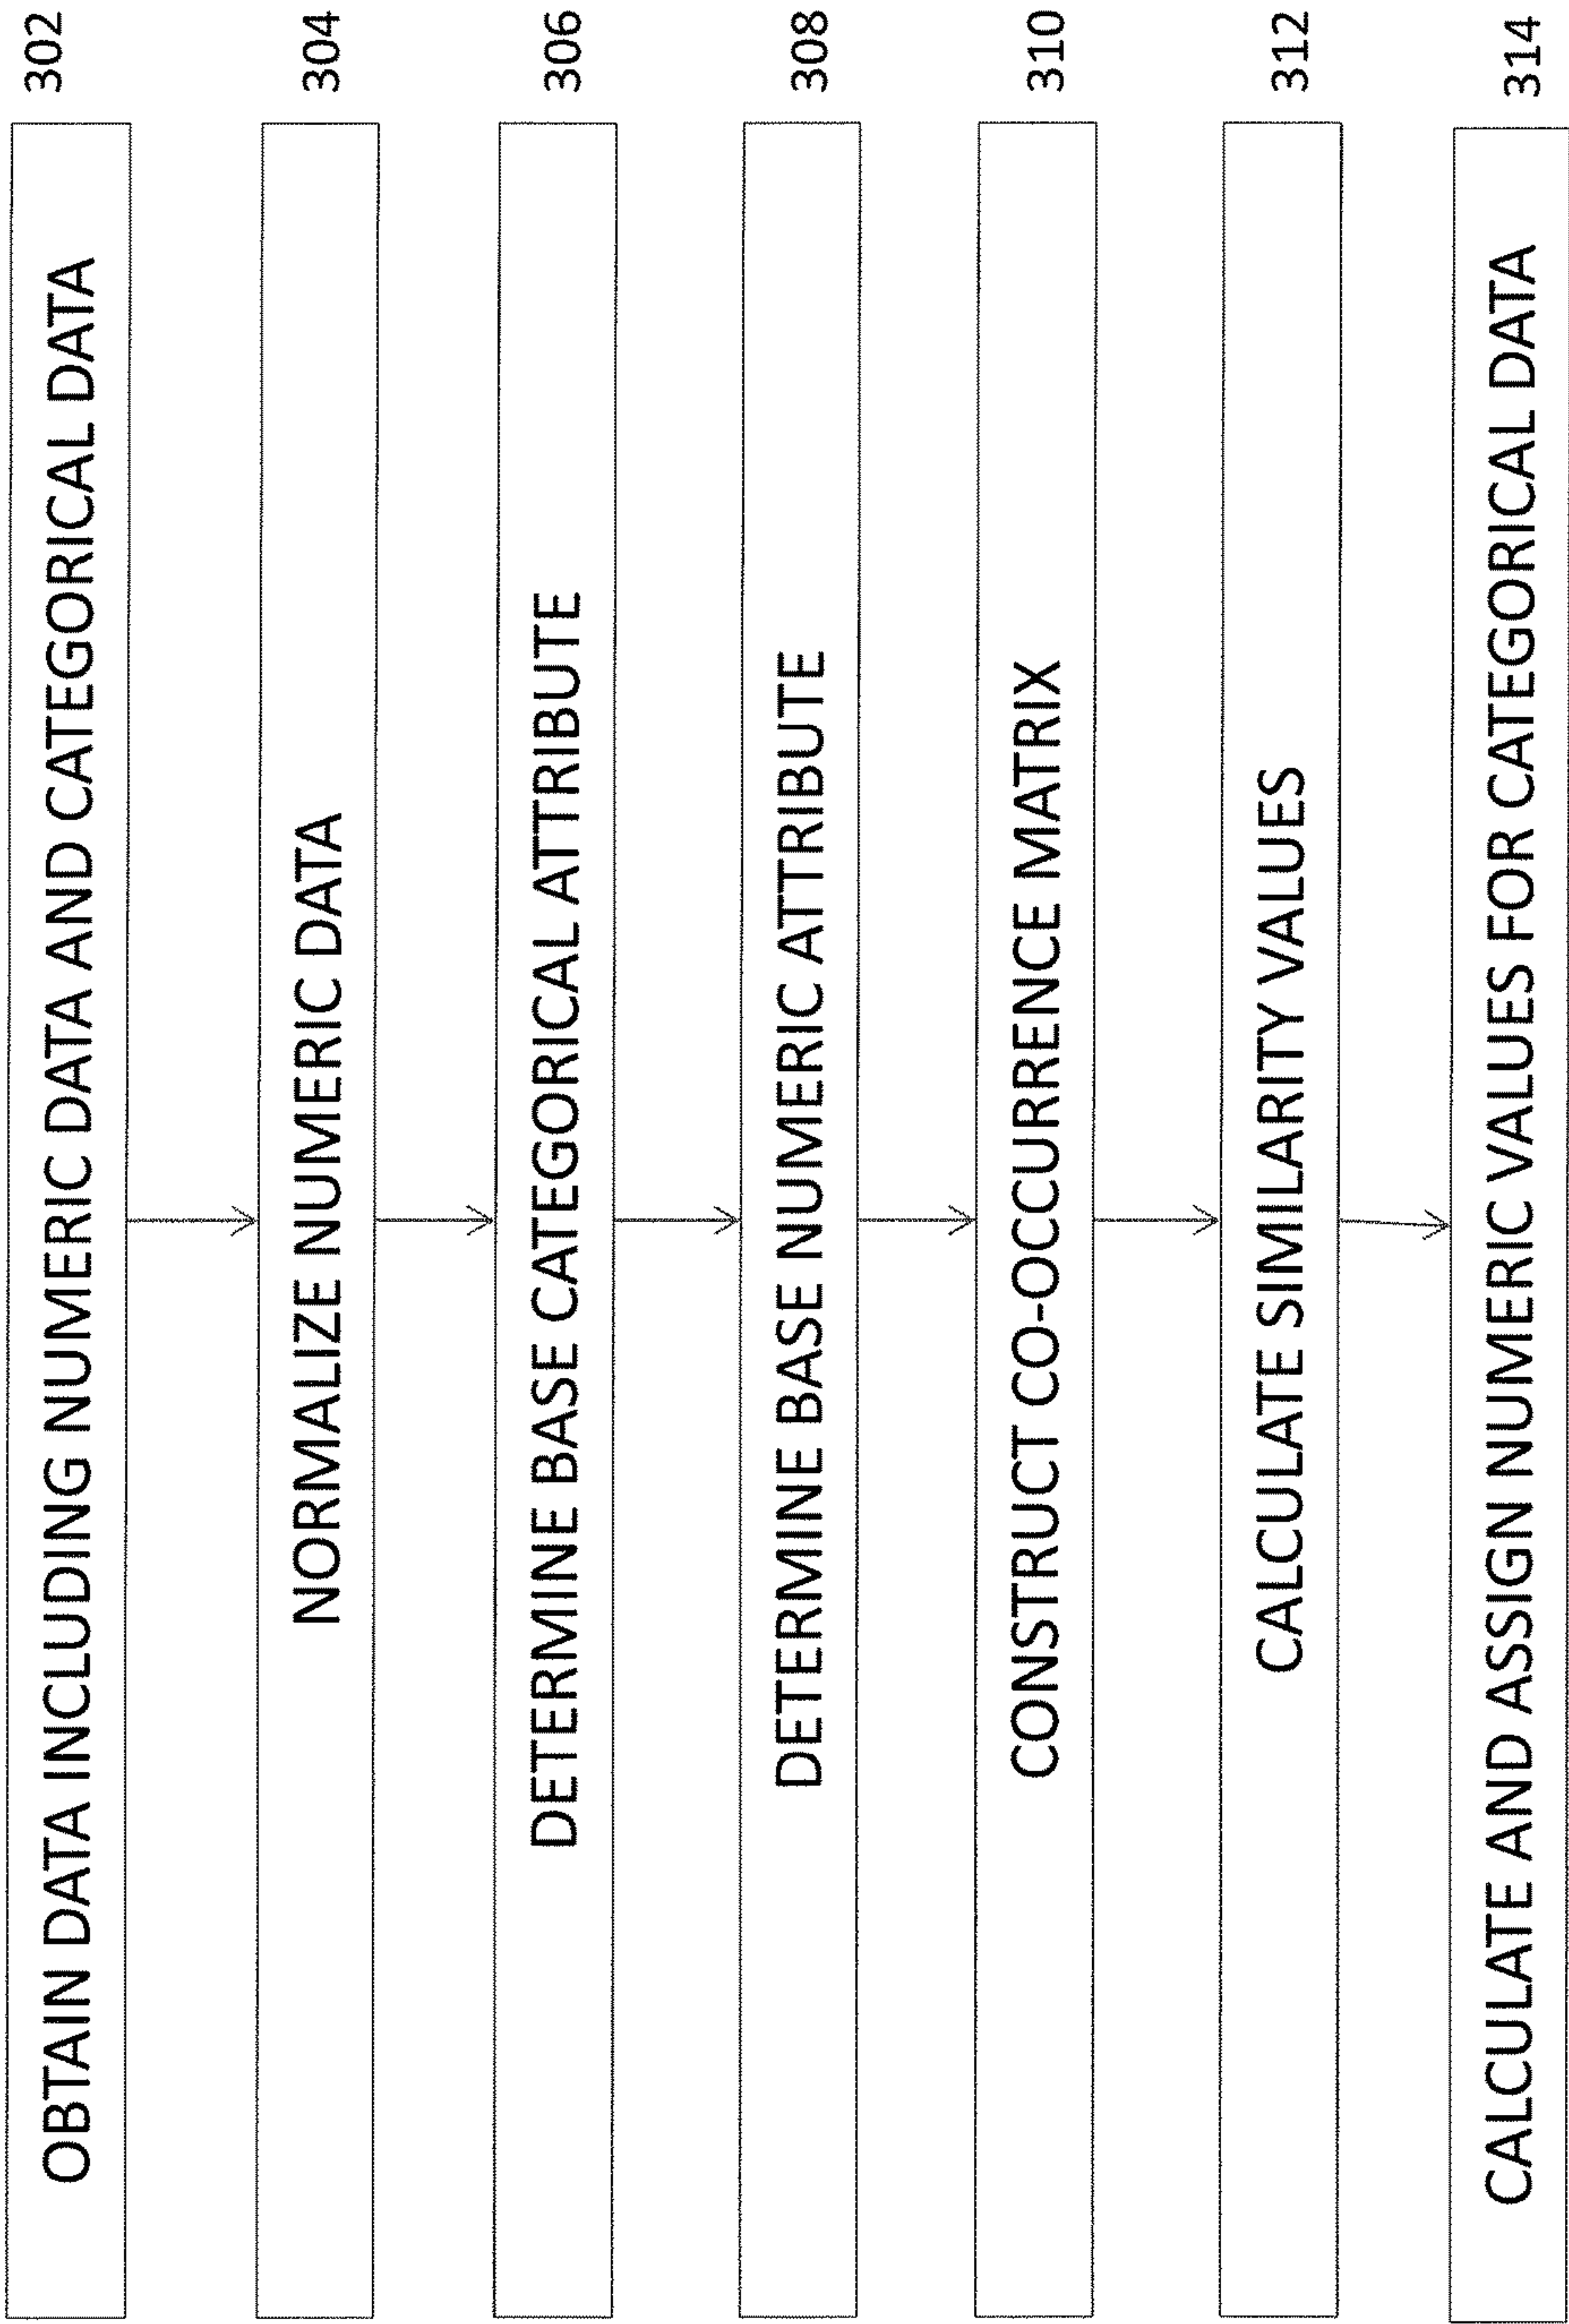 OBTAIN DATA INCLUDING NUMERIC DATA AND CATEGORICAL DATA
302
NORMALIZE NUMERIC DATA
304
DETERMINE BASE CATEGORICAL ATTRIBUTE
306
DETERMINE BASE NUMERIC ATTRIBUTE
308
CONSTRUCT CO-OCCURRENCE MATRIX
310
CALCULATE SIMILARITY VALUES
312
CALCULATE AND ASSIGN NUMERIC VALUES FOR CATEGORICAL DATA
314